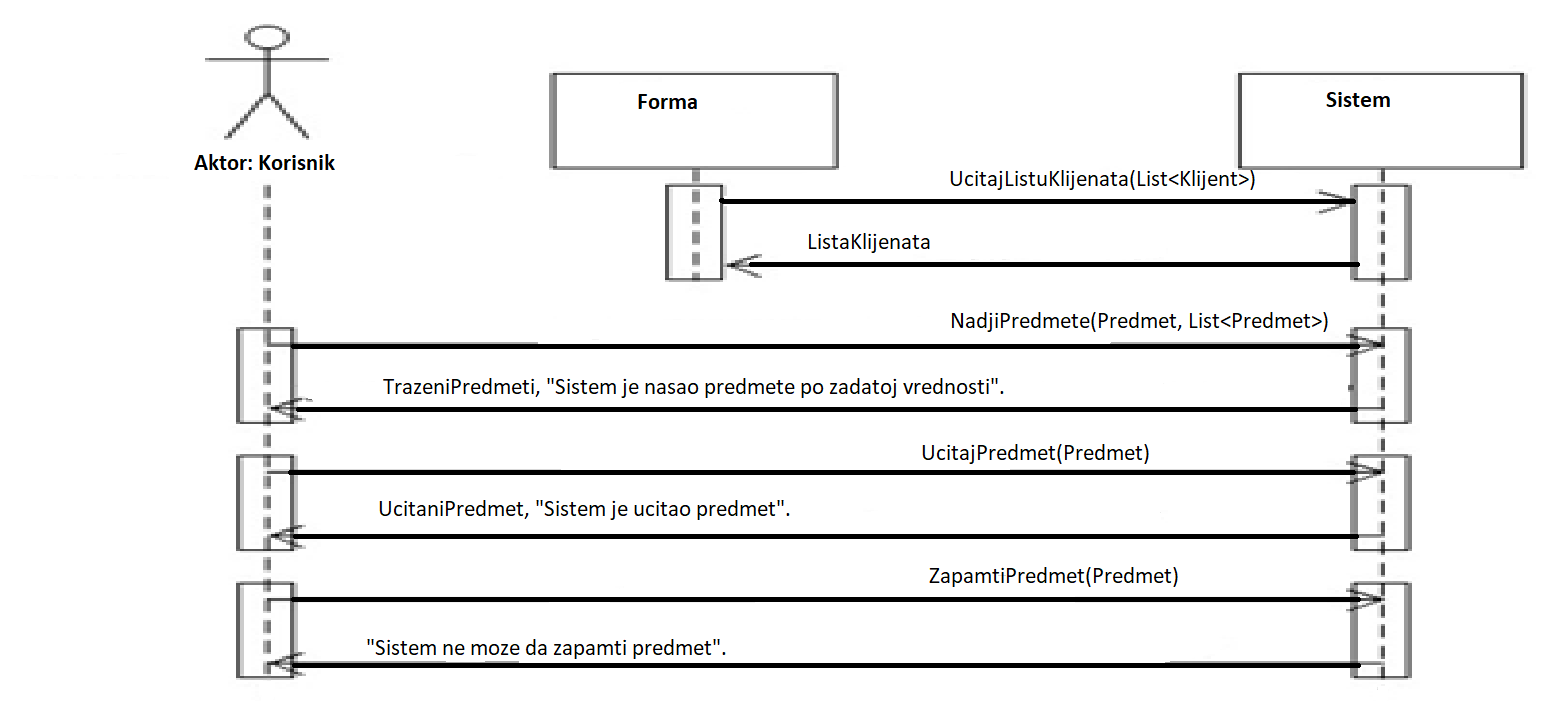 Forma
Sistem
Aktor: Korisnik
UcitajListuKlijenata(List<Klijent>)
ListaKlijenata
NadjiPredmete(Predmet, List<Predmet>)
TrazeniPredmeti, "Sistem je nasao predmete po zadatoj vrednosti".
UcitajPredmet(Predmet)
UcitaniPredmet, "Sistem je ucitao predmet".
ZapamtiPredmet(Predmet)
"Sistem ne moze da zapamti predmet".